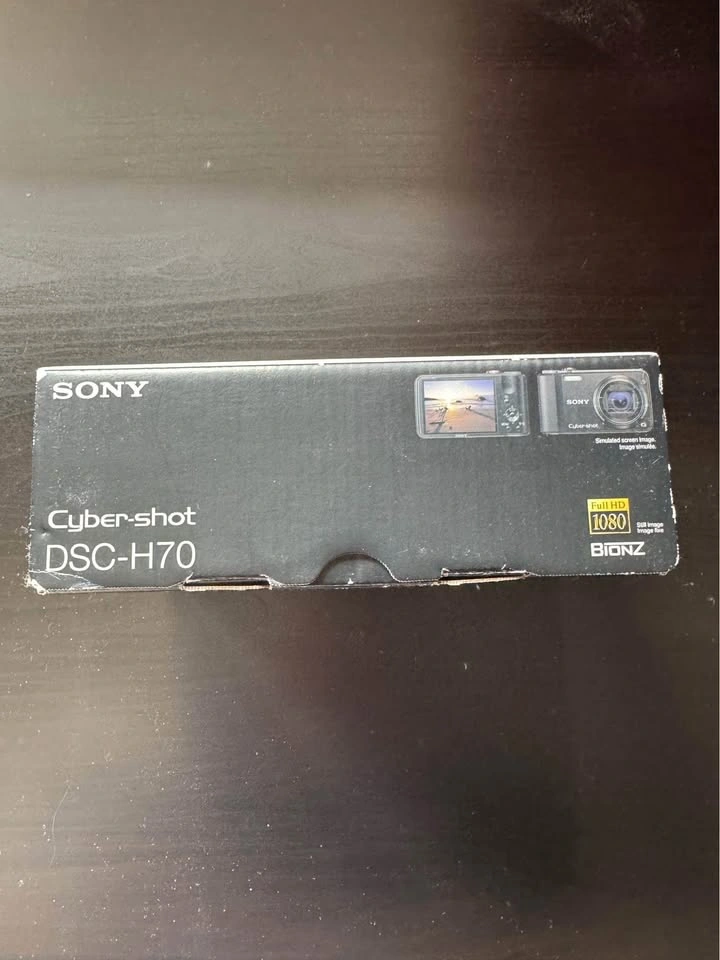 SONY
SONY
Cyber-shot
Simulated screen image.
Image simulée.
Cyber-shot
DSC-H70
Full HD
1080
Still Image
Image fixe
BIONZ